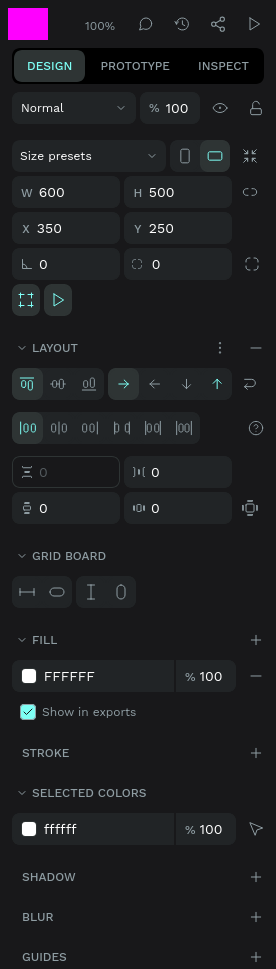 100%
DESIGN PROTOTYPE INSPECT
Normal % 100
Size presets
W 600 H 500
X 350 Y 250
0 0
LAYOUT
0 0
0 0
GRID BOARD
FILL
FFFFFF % 100
Show in exports
STROKE
SELECTED COLORS
ffffff % 100
SHADOW
BLUR
GUIDES